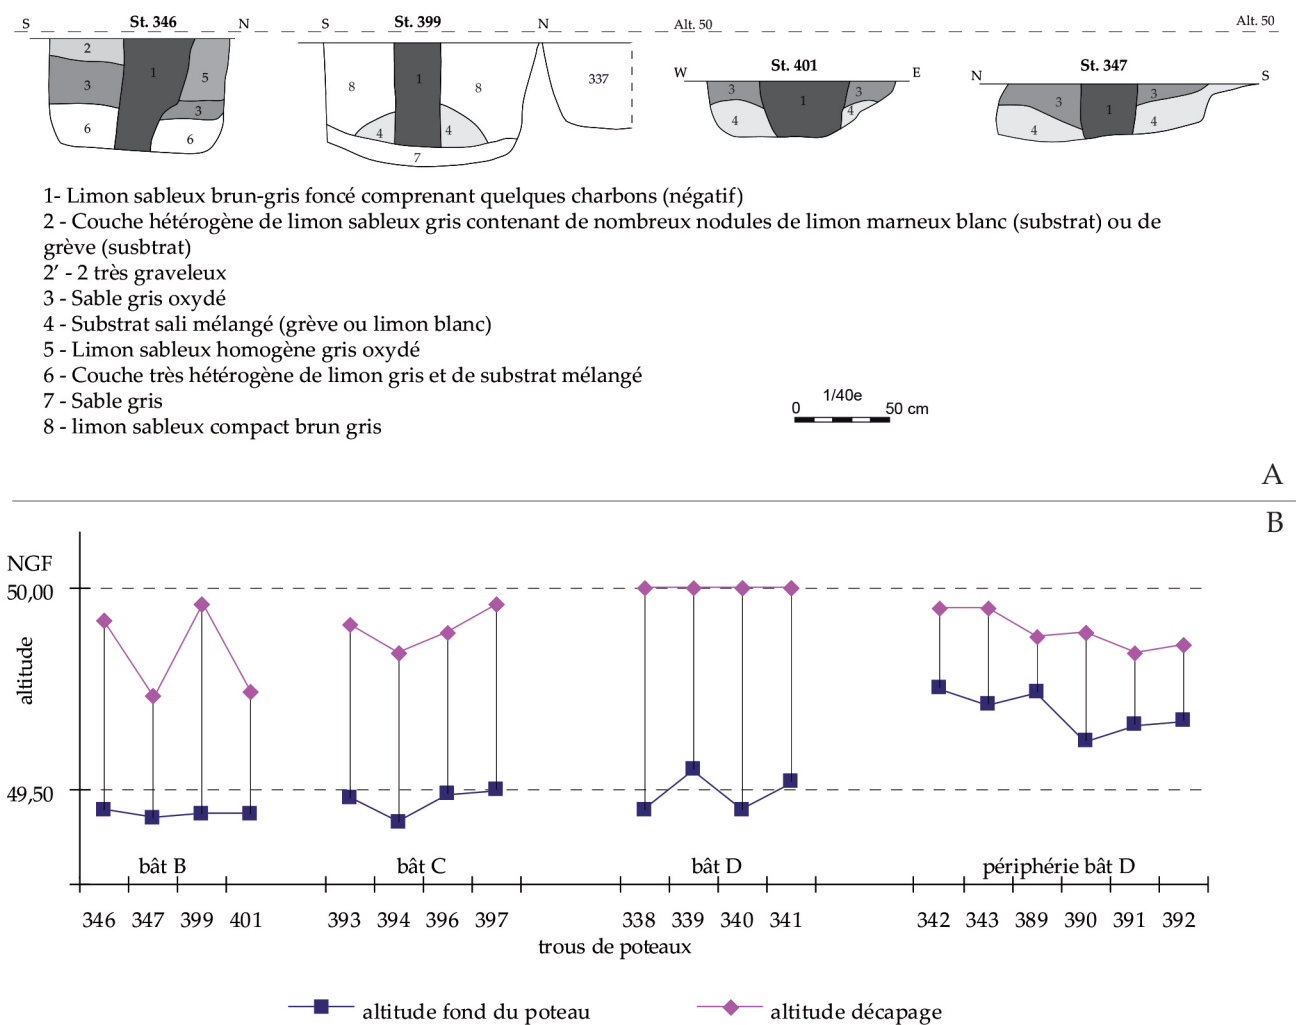 S St. 346 N S St. 399 N Alt. 50 Alt. 50
W St. 401 E N St. 347 S
2 3 6 1 5 3 6
8 1 8 4 4 7 337
3 4 1 3 4
3 4 1 3 4
1- Limon sableux brun-gris foncé comprenant quelques charbons (négatif)
2 - Couche hétérogène de limon sableux gris contenant de nombreux nodules de limon marneux blanc (substrat) ou de
grève (susbtrat)
2’ - 2 très graveleux
3 - Sable gris oxydé
4 - Substrat sali mélangé (grève ou limon blanc)
5 - Limon sableux homogène gris oxydé
6 - Couche très hétérogène de limon gris et de substrat mélangé
7 - Sable gris
8 - limon sableux compact brun gris
1/40e
0 50 cm
A
B
NGF
50,00
altitude
49,50
bât B bât C bât D périphérie bât D
346 347 399 401 393 394 396 397 338 339 340 341 342 343 389 390 391 392
trous de poteaux
altitude fond du poteau altitude décapage